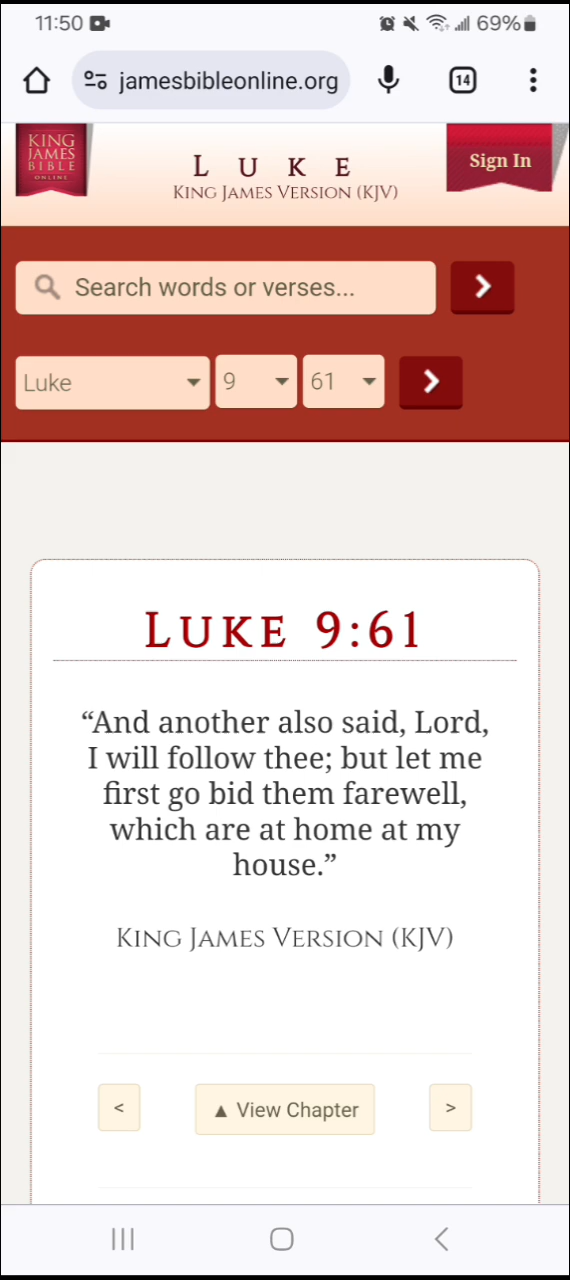 11:50
69%
jamesbibleonline.org
14
KING
JAMES
BIBLE
ONLINE
LUKE
KING JAMES VERSION (KJV)
Sign In
Search words or verses...
Luke
9
61
LUKE 9:61
“And another also said, Lord,
I will follow thee; but let me
first go bid them farewell,
which are at home at my
house.”
KING JAMES VERSION (KJV)
<
▲ View Chapter
>